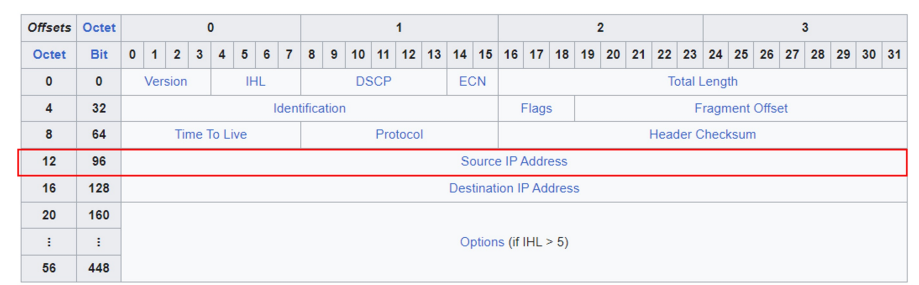 Offsets Octet 0 1 2 3
Octet Bit 0 1 2 3 4 5 6 7 8 9 10 11 12 13 14 15 16 17 18 19 20 21 22 23 24 25 26 27 28 29 30 31
0 0 Version IHL DSCP ECN Total Length
4 32 Identification Flags Fragment Offset
8 64 Time To Live Protocol Header Checksum
12 96 Source IP Address
16 128 Destination IP Address
20 160
⋮ ⋮ Options (if IHL > 5)
56 448